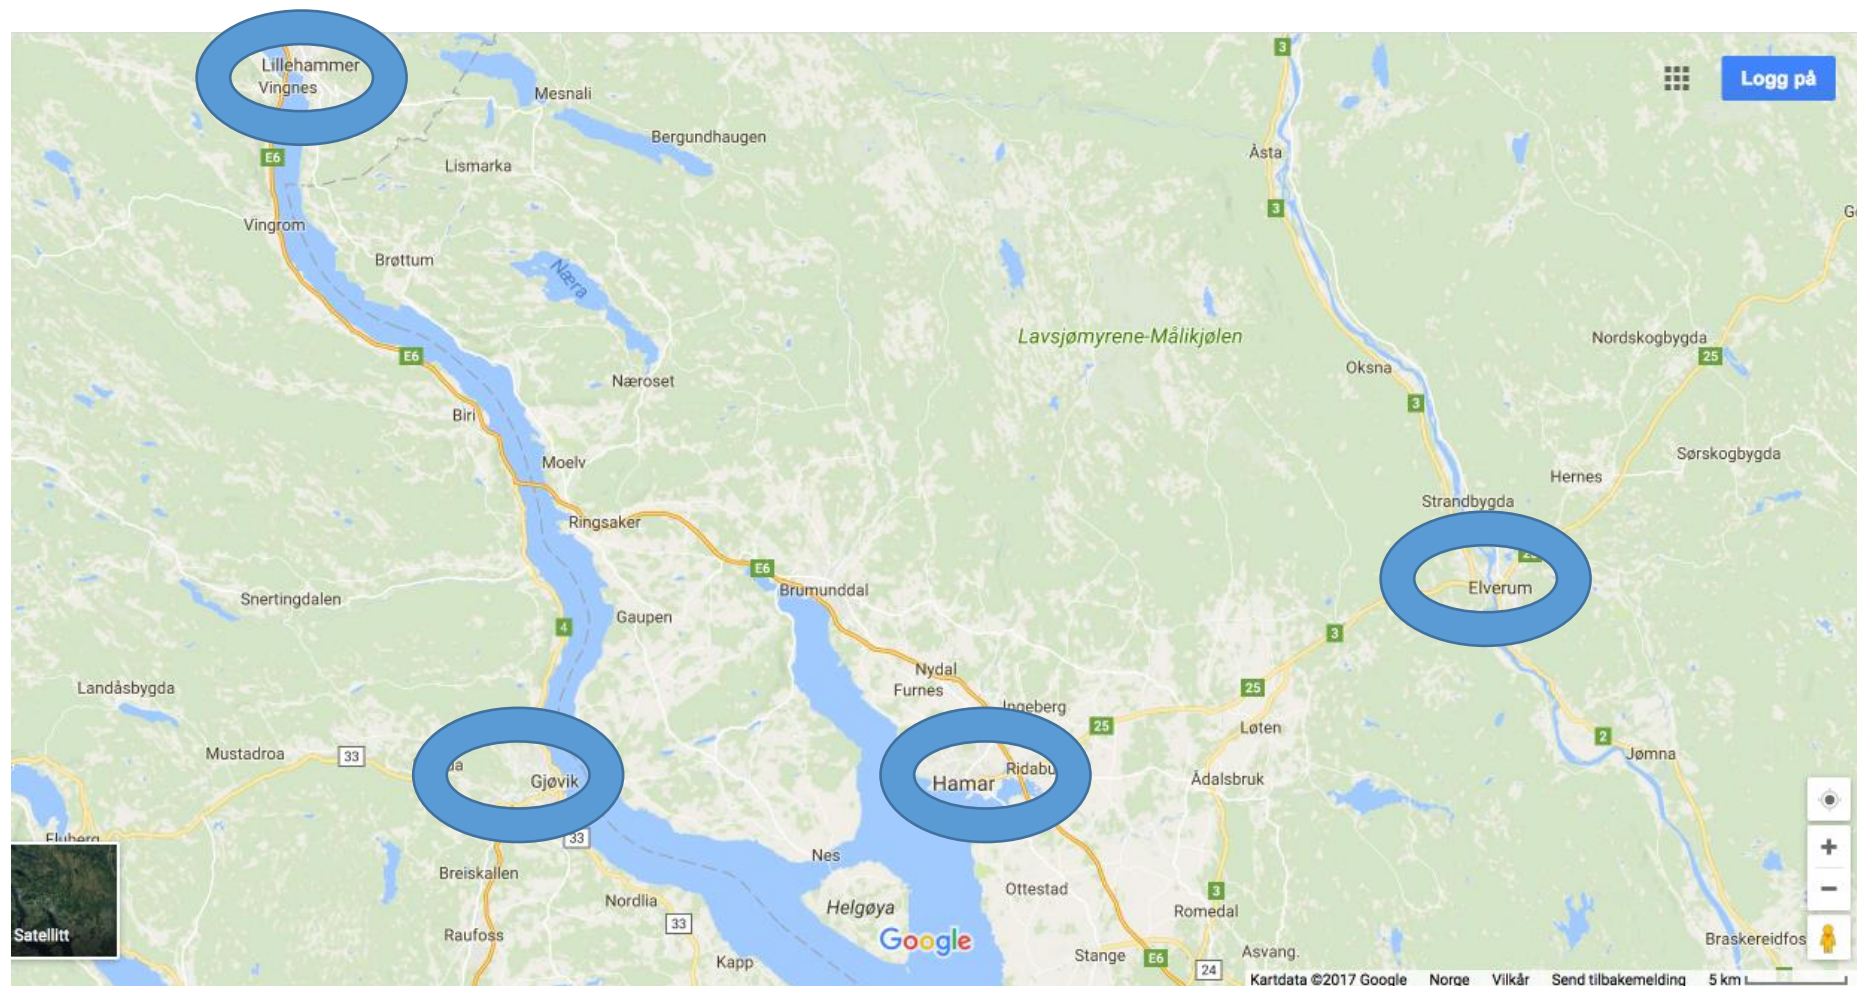 Lillehammer
Vingnes
Mesnali
3
Logg på
Bergundhaugen
E6
Lismarka
Åsta
3
Vingrom
Brøttum
Næra
Lavsjømyrene-Målikjølen
Nordskogbygda
25
E6
Næroset
Oksna
3
Biri
Moelv
Sørskogbygda
Hernes
Strandbygda
Ringsaker
E6
Brumunddal
Elverum
Snertingdalen
Gaupen
4
3
Nydal
Furnes
25
Landåsbygda
Ingeberg
25
Løten
2
Jømna
Mustadroa
33
Gjøvik
Hamar
Ridabu
Ådalsbruk
Fluberg
33
Nes
Breiskallen
Ottestad
3
Nordlia
Helgøya
Romedal
33
Raufoss
Satellitt
Google
Braskereidfos
Kapp
Stange
E6
Asvang.
24
Kartdata ©2017 Google Norge Vilkår Send tilbakemelding 5 km
2